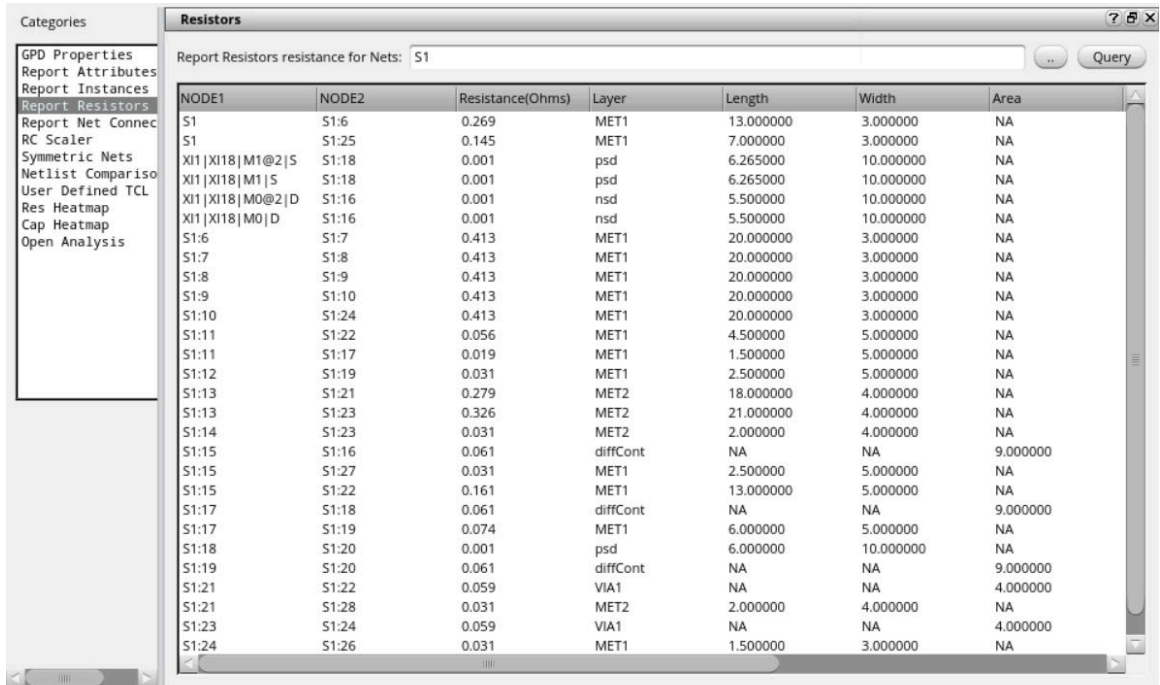 Categories
GPD Properties
Report Attributes
Report Instances
Report Resistors
Report Net Connec
RC Scaler
Symmetric Nets
Netlist Compariso
User Defined TCL
Res Heatmap
Cap Heatmap
Open Analysis
Resistors
? X
Report Resistors resistance for Nets: S1 .. Query
NODE1 NODE2 Resistance(Ohms) Layer Length Width Area
S1 S1:6 0.269 MET1 13.000000 3.000000 NA
S1 S1:25 0.145 MET1 7.000000 3.000000 NA
XI1|XI18|M1@2|S S1:18 0.001 psd 6.265000 10.000000 NA
XI1|XI18|M1|S S1:18 0.001 psd 6.265000 10.000000 NA
XI1|XI18|M0@2|D S1:16 0.001 nsd 5.500000 10.000000 NA
XI1|XI18|M0|D S1:16 0.001 nsd 5.500000 10.000000 NA
S1:6 S1:7 0.413 MET1 20.000000 3.000000 NA
S1:7 S1:8 0.413 MET1 20.000000 3.000000 NA
S1:8 S1:9 0.413 MET1 20.000000 3.000000 NA
S1:9 S1:10 0.413 MET1 20.000000 3.000000 NA
S1:10 S1:24 0.413 MET1 20.000000 3.000000 NA
S1:11 S1:22 0.056 MET1 4.500000 5.000000 NA
S1:11 S1:17 0.019 MET1 1.500000 5.000000 NA
S1:12 S1:19 0.031 MET1 2.500000 5.000000 NA
S1:13 S1:21 0.279 MET2 18.000000 4.000000 NA
S1:13 S1:23 0.326 MET2 21.000000 4.000000 NA
S1:14 S1:23 0.031 MET2 2.000000 4.000000 NA
S1:15 S1:16 0.061 diffCont NA NA 9.000000
S1:15 S1:27 0.031 MET1 2.500000 5.000000 NA
S1:15 S1:22 0.161 MET1 13.000000 5.000000 NA
S1:17 S1:18 0.061 diffCont NA NA 9.000000
S1:17 S1:19 0.074 MET1 6.000000 5.000000 NA
S1:18 S1:20 0.001 psd 6.000000 10.000000 NA
S1:19 S1:20 0.061 diffCont NA NA 9.000000
S1:21 S1:22 0.059 VIA1 NA NA 4.000000
S1:21 S1:28 0.031 MET2 2.000000 4.000000 NA
S1:23 S1:24 0.059 VIA1 NA NA 4.000000
S1:24 S1:26 0.031 MET1 1.500000 3.000000 NA